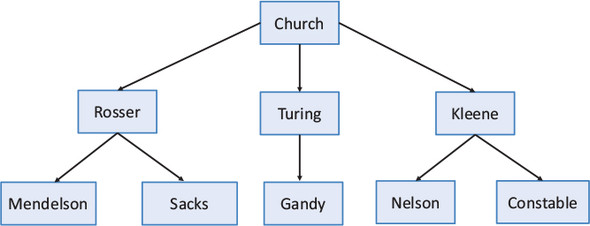 Church
Rosser
Turing
Kleene
Mendelson
Sacks
Gandy
Nelson
Constable